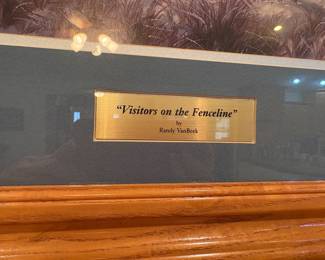 "Visitors on the Fenceline"
by
Randy VanBeek